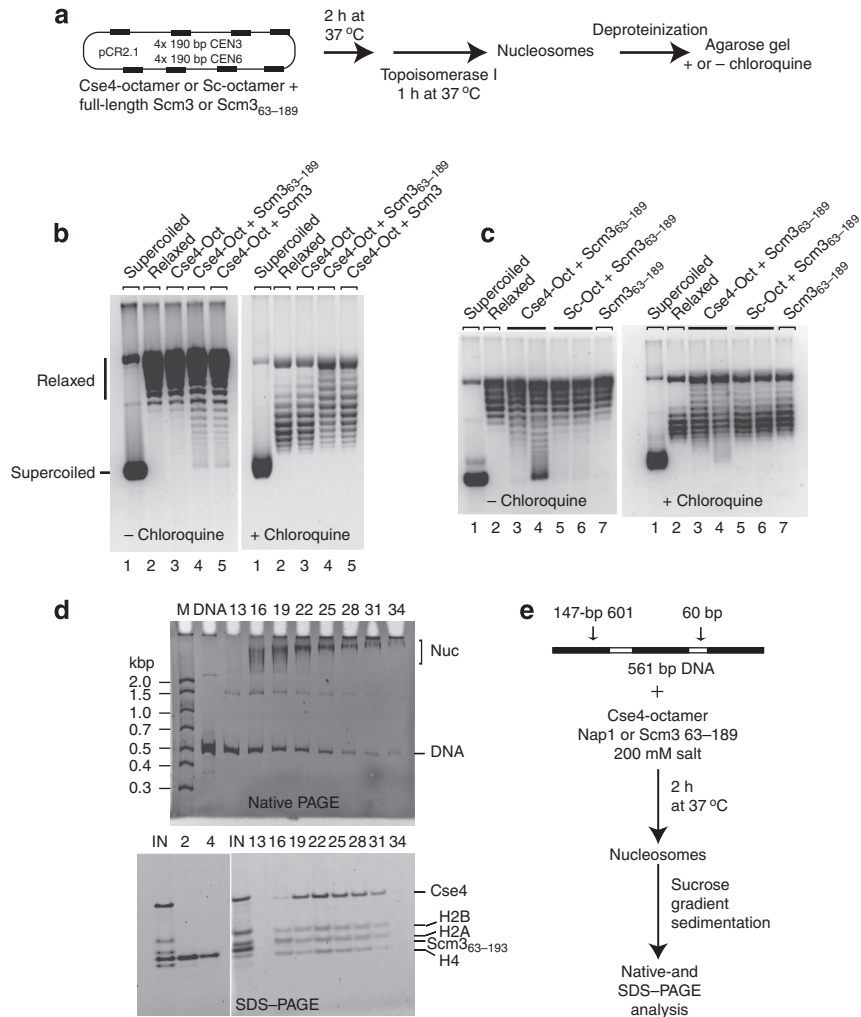 a
pCR2.1
4x 190 bp CEN3
4x 190 bp CEN6
Cse4-octamer or Sc-octamer +
full-length Scm3 or Scm3₆₃₋₁₈₉
2 h at
37 °C
Topoisomerase I
1 h at 37 °C
Nucleosomes
Deproteinization
Agarose gel
+ or – chloroquine
b
Supercoiled
Relaxed
Cse4-Oct
Cse4-Oct + Scm3₆₃₋₁₈₉
Cse4-Oct + Scm3
Supercoiled
Relaxed
Cse4-Oct
Cse4-Oct + Scm3₆₃₋₁₈₉
Cse4-Oct + Scm3
Relaxed
Supercoiled
– Chloroquine
+ Chloroquine
1 2 3 4 5
1 2 3 4 5
c
Supercoiled
Relaxed
Cse4-Oct + Scm3₆₃₋₁₈₉
Sc-Oct + Scm3₆₃₋₁₈₉
Scm3₆₃₋₁₈₉
Supercoiled
Relaxed
Cse4-Oct + Scm3₆₃₋₁₈₉
Sc-Oct + Scm3₆₃₋₁₈₉
Scm3₆₃₋₁₈₉
– Chloroquine
+ Chloroquine
1 2 3 4 5 6 7
1 2 3 4 5 6 7
d
M DNA 13 16 19 22 25 28 31 34
kbp
2.0
1.5
1.0
0.7
0.5
0.4
0.3
Nuc
DNA
Native PAGE
IN 2 4
IN 13 16 19 22 25 28 31 34
Cse4
H2B
H2A
Scm3₆₃₋₁₉₃
H4
SDS–PAGE
e
147-bp 601
60 bp
561 bp DNA
+
Cse4-octamer
Nap1 or Scm3 63–189
200 mM salt
2 h
at 37 °C
Nucleosomes
Sucrose
gradient
sedimentation
Native-and
SDS–PAGE
analysis